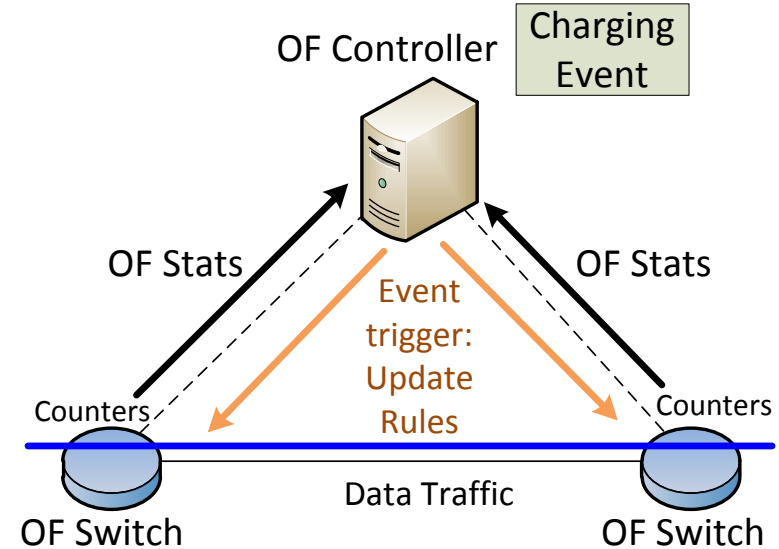 OF Controller
Charging
Event
OF Stats
OF Stats
Event
trigger:
Update
Rules
Counters
Counters
Data Traffic
OF Switch
OF Switch